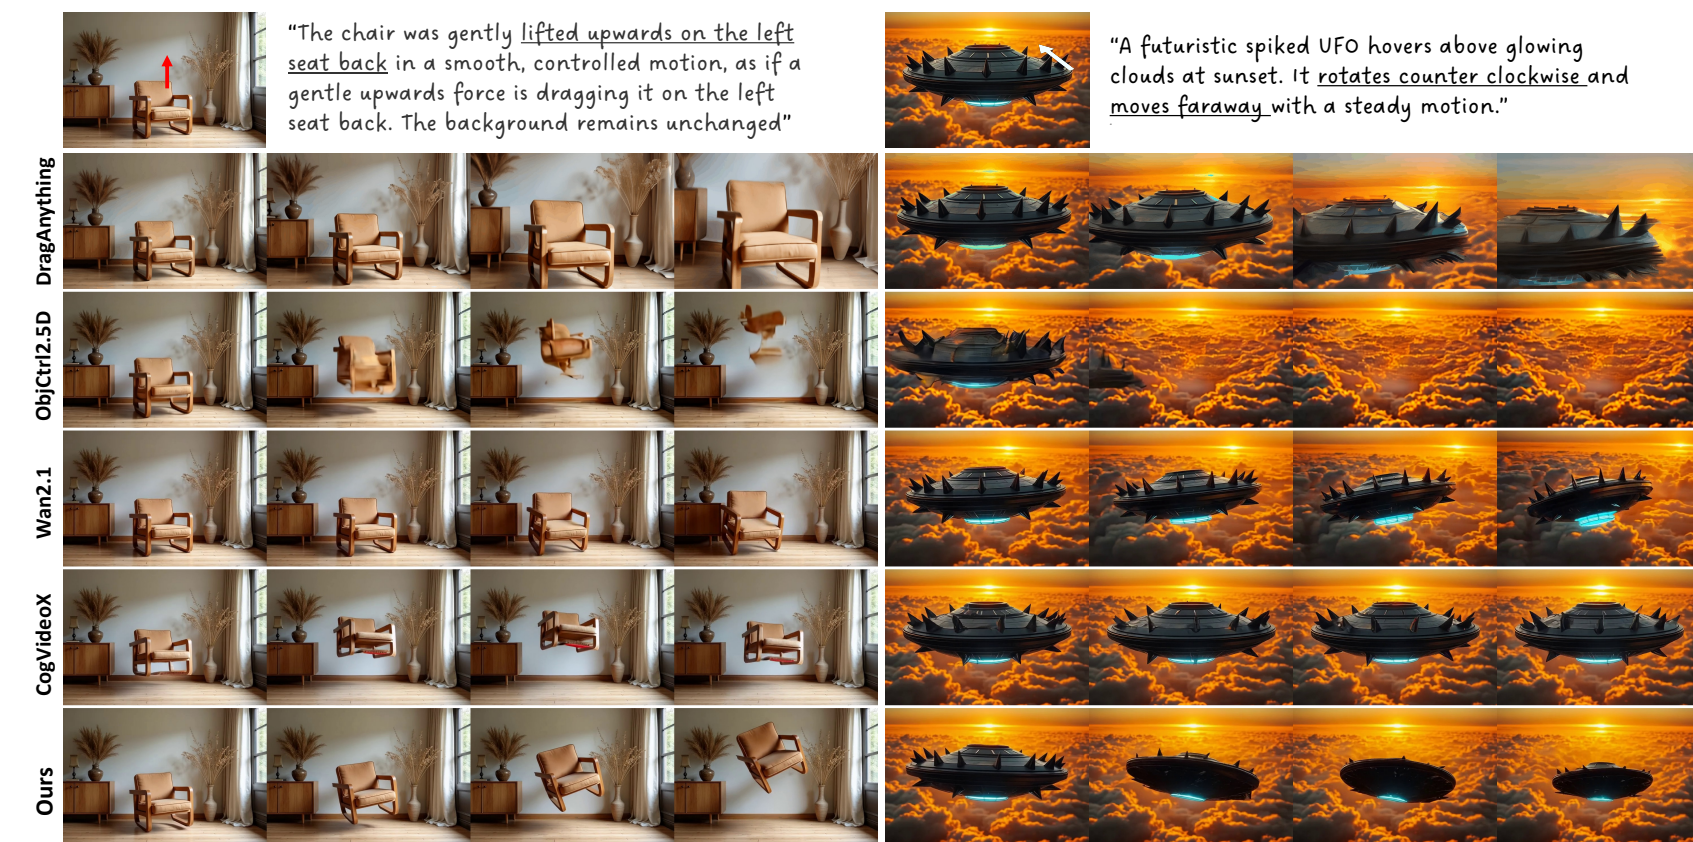 “The chair was gently lifted upwards on the left
seat back in a smooth, controlled motion, as if a
gentle upwards force is dragging it on the left
seat back. The background remains unchanged”
“A futuristic spiked UFO hovers above glowing
clouds at sunset. It rotates counter clockwise and
moves faraway with a steady motion.”
DragAnything
ObjCtrl2.5D
Wan2.1
CogVideoX
Ours